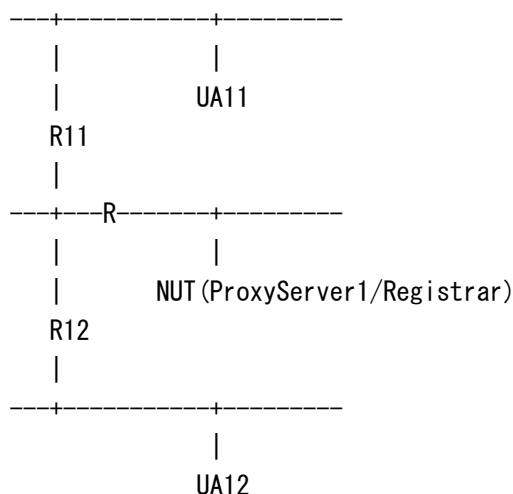 ---+-----------+---------
|           |
|         UA11
R11
|
---+---R-------+---------
|           |
|      NUT(ProxyServer1/Registrar)
R12
|
---+-----------+---------
|
UA12